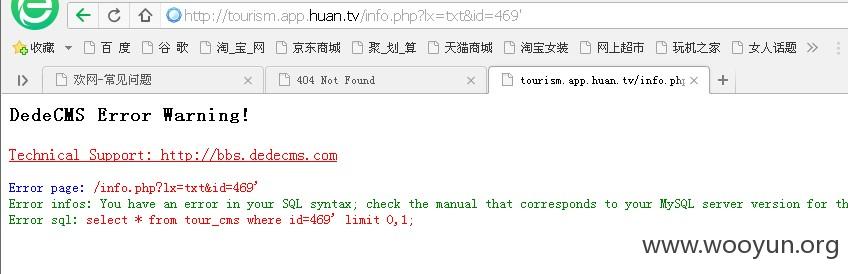 http://tourism.app.huan.tv/info.php?lx=txt&id=469'
收藏 百 度 谷 歌 淘_宝_网 京东商城 聚_划_算 天猫商城 淘宝女装 网上超市 玩机之家 女人话题 »
欢网-常见问题 404 Not Found tourism.app.huan.tv/info.php
DedeCMS Error Warning!
Technical Support: http://bbs.dedecms.com
Error page: /info.php?lx=txt&id=469'
Error infos: You have an error in your SQL syntax; check the manual that corresponds to your MySQL server version for th
Error sql: select * from tour_cms where id=469' limit 0,1;
www.wooyun.org